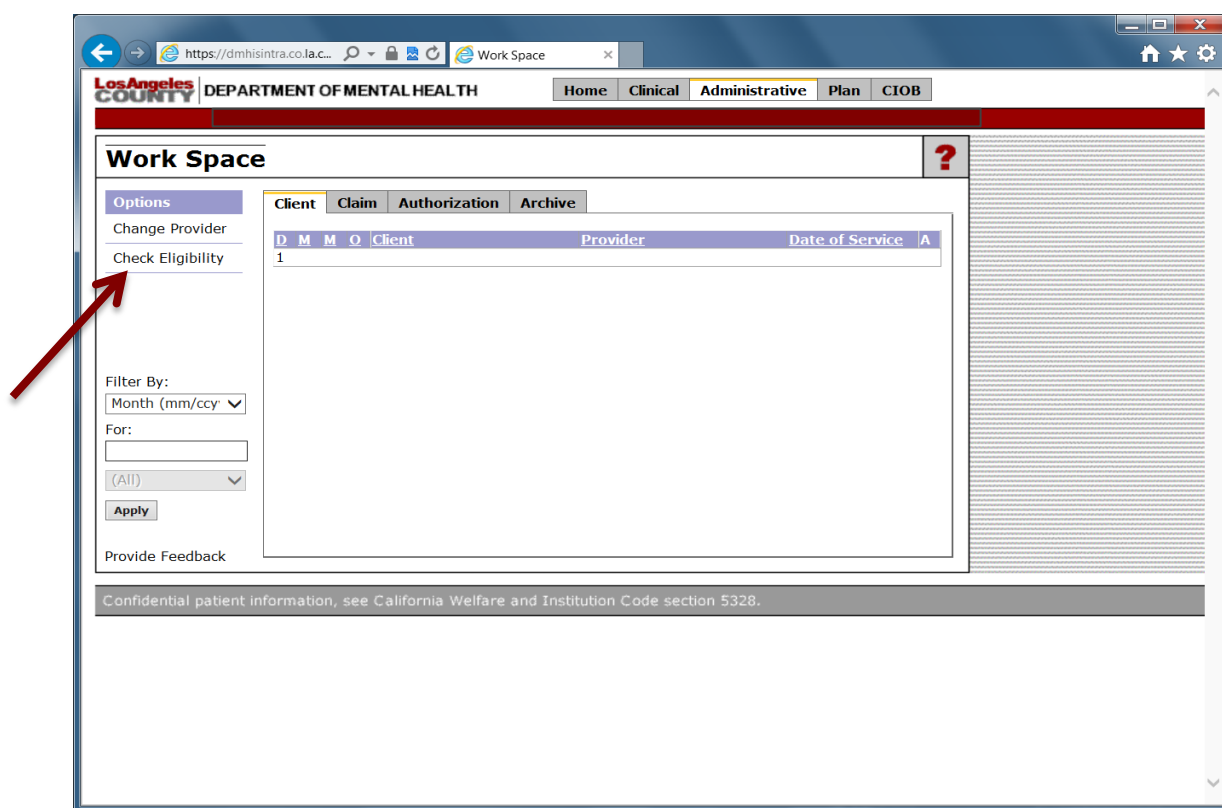 https://dmhisintra.co.la.c...
Work Space
LosAngeles
COUNTY
DEPARTMENT OF MENTAL HEALTH
Home Clinical Administrative Plan CIOB
Work Space
?
Options
Change Provider
Check Eligibility
Client Claim Authorization Archive
D M M O Client Provider Date of Service A
1
Filter By:
Month (mm/ccy
For:
(All)
Apply
Provide Feedback
Confidential patient information, see California Welfare and Institution Code section 5328.